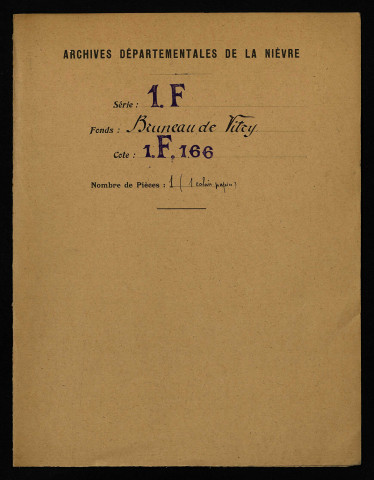 ARCHIVES DÉPARTEMENTALES DE LA NIÈVRE
Série : 1. F
Fonds : Bruneau de Vitry
Cote : 1. F. 166
Nombre de Pièces : 1 (1 cahier papier)